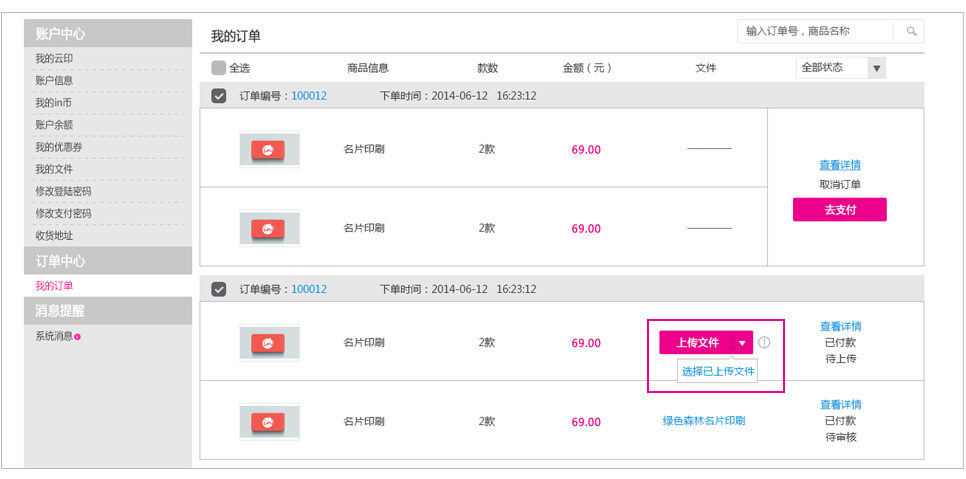 账户中心
我的云印
账户信息
我的in币
账户余额
我的优惠券
我的文件
修改登陆密码
修改支付密码
收货地址
订单中心
我的订单
消息提醒
系统消息
我的订单
输入订单号，商品名称
全选 商品信息 款数 金额（元） 文件 全部状态
订单编号：100012 下单时间：2014-06-12 16:23:12
名片印刷 2款 69.00
查看详情
取消订单
去支付
名片印刷 2款 69.00
订单编号：100012 下单时间：2014-06-12 16:23:12
名片印刷 2款 69.00 上传文件
选择已上传文件
查看详情
已付款
待上传
名片印刷 2款 69.00 绿色森林名片印刷
查看详情
已付款
待审核